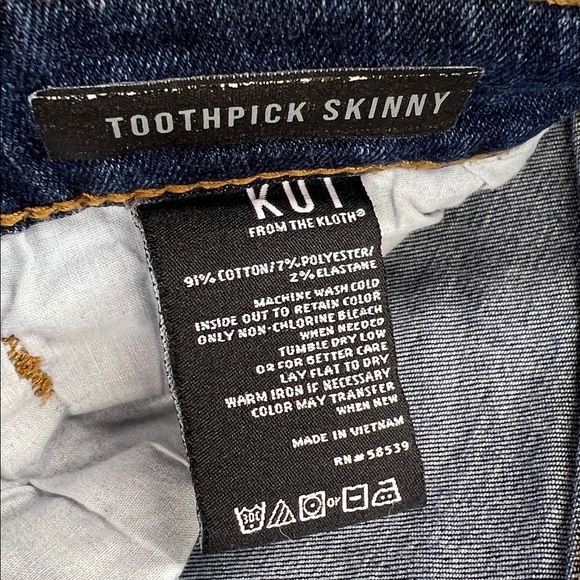 TOOTHPICK SKINNY
KUT
FROM THE KLOTH®
91% COTTON/7% POLYESTER/
2% ELASTANE
MACHINE WASH COLD
INSIDE OUT TO RETAIN COLOR
ONLY NON-CHLORINE BLEACH
WHEN NEEDED
TUMBLE DRY LOW
OR FOR BETTER CARE
LAY FLAT TO DRY
WARM IRON IF NECESSARY
COLOR MAY TRANSFER
WHEN NEW
MADE IN VIETNAM
RN# 58539
30C or